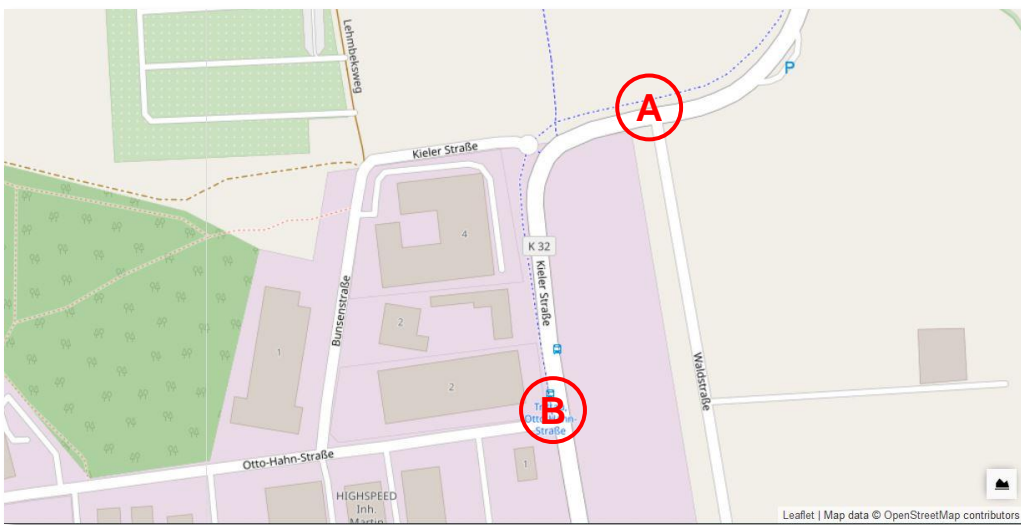 Lehmbeksweg
A
P
Kieler Straße
4
K 32
Kieler Straße
Bunsenstraße
2
1
2
Waldstraße
B
Straße
Otto-Hahn-Straße
1
HIGHSPEED
Inh.
Martin
Leaflet | Map data © OpenStreetMap contributors